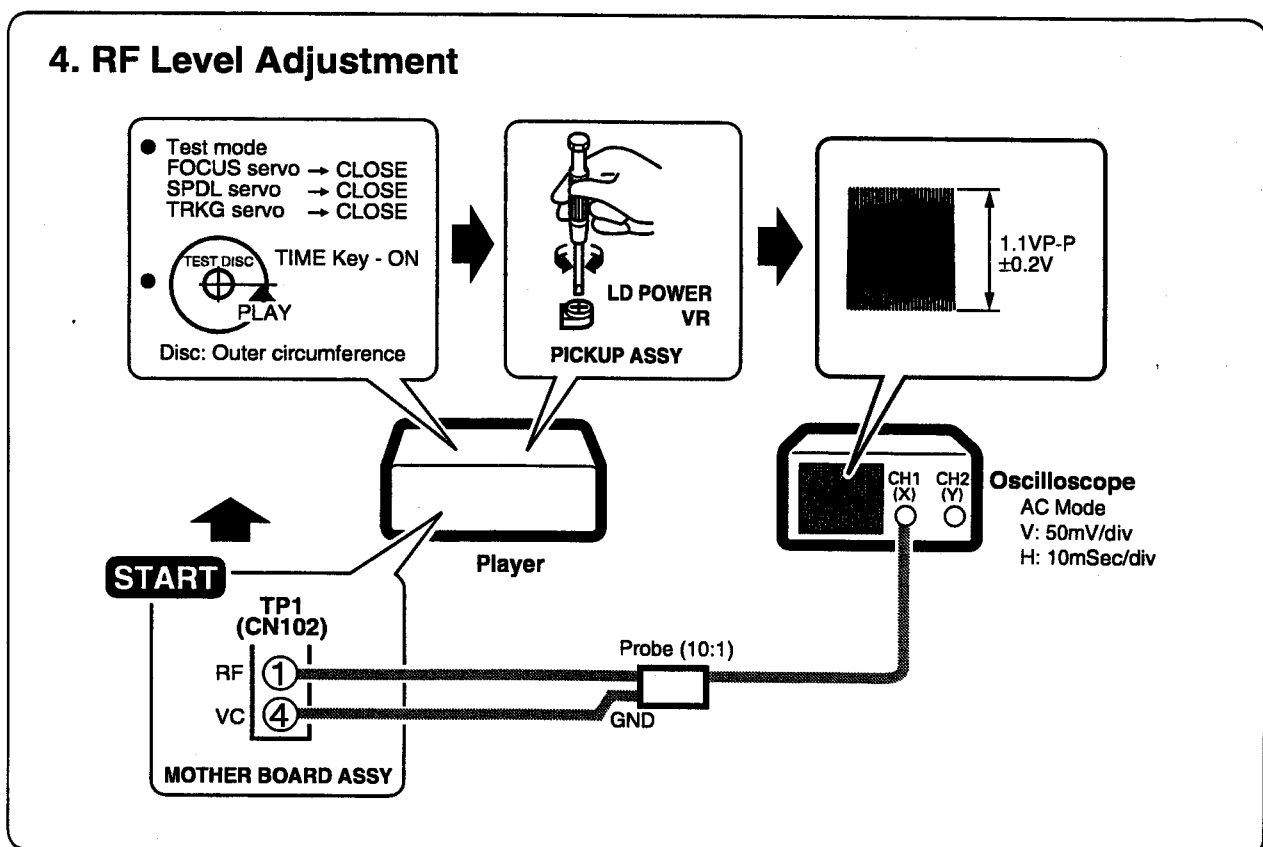 4. RF Level Adjustment
● Test mode
FOCUS servo → CLOSE
SPDL servo → CLOSE
TRKG servo → CLOSE
● TEST DISC TIME Key - ON
PLAY
Disc: Outer circumference
LD POWER
VR
PICKUP ASSY
1.1VP-P
±0.2V
START
Player
CH1
(X)
CH2
(Y)
Oscilloscope
AC Mode
V: 50mV/div
H: 10mSec/div
TP1
(CN102)
RF ①
VC ④
Probe (10:1)
GND
MOTHER BOARD ASSY